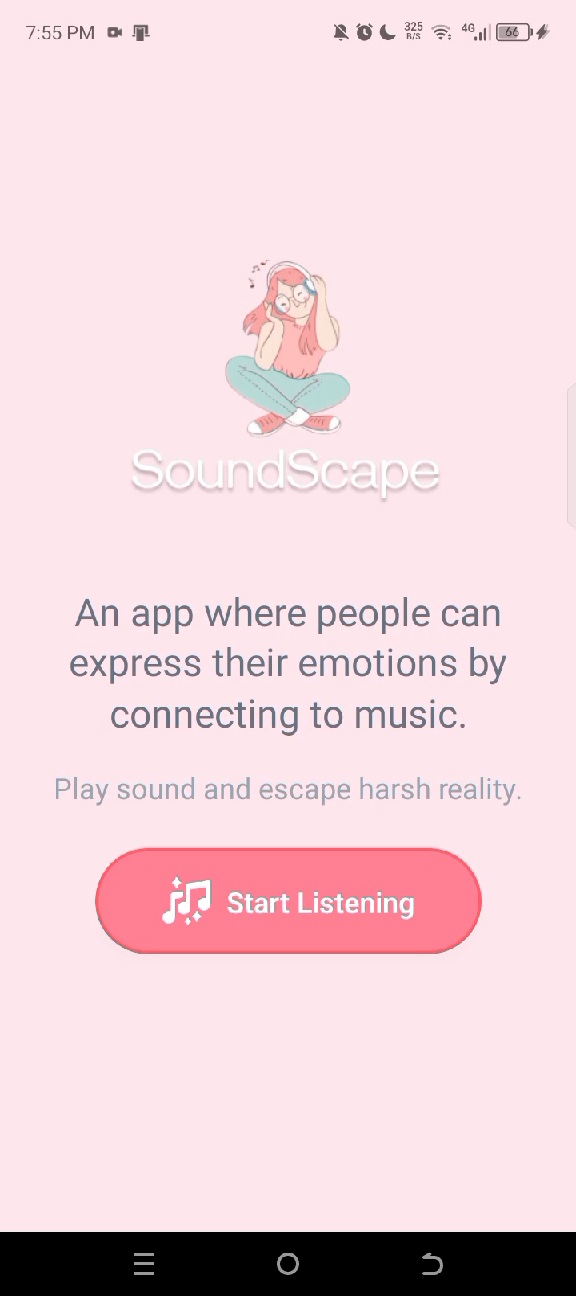 7:55 PM 325 B/S 4G 66
SoundScape
An app where people can
express their emotions by
connecting to music.
Play sound and escape harsh reality.
Start Listening